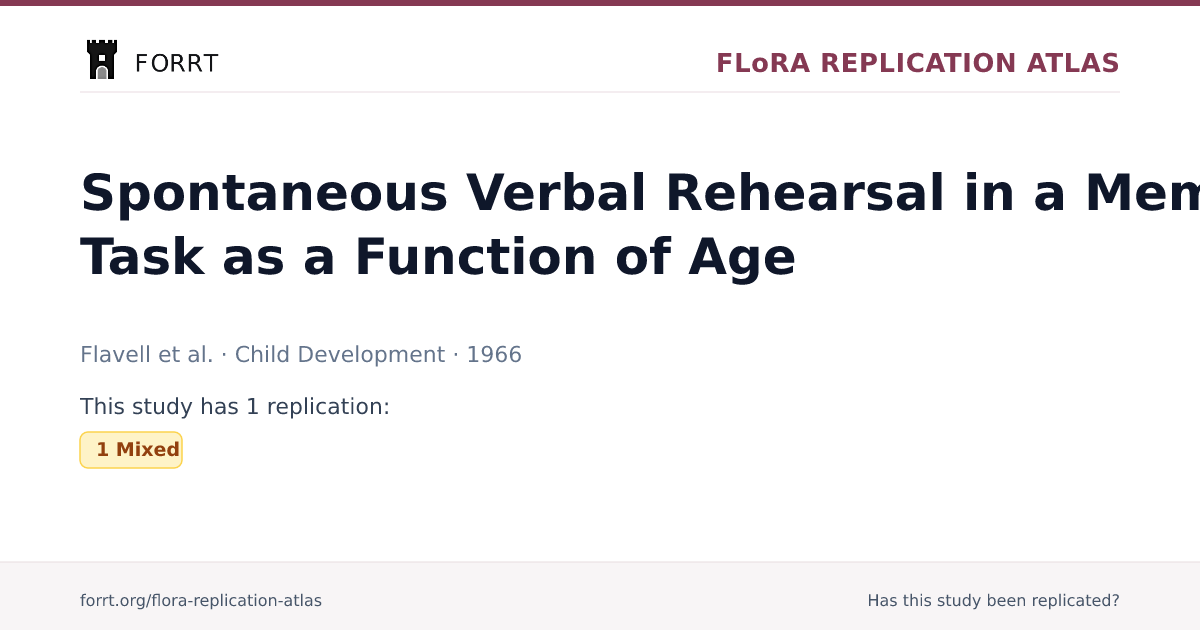 FORRT
FLoRA REPLICATION ATLAS
Spontaneous Verbal Rehearsal in a Mem
Task as a Function of Age
Flavell et al. · Child Development · 1966
This study has 1 replication:
1 Mixed
forrt.org/flora-replication-atlas
Has this study been replicated?